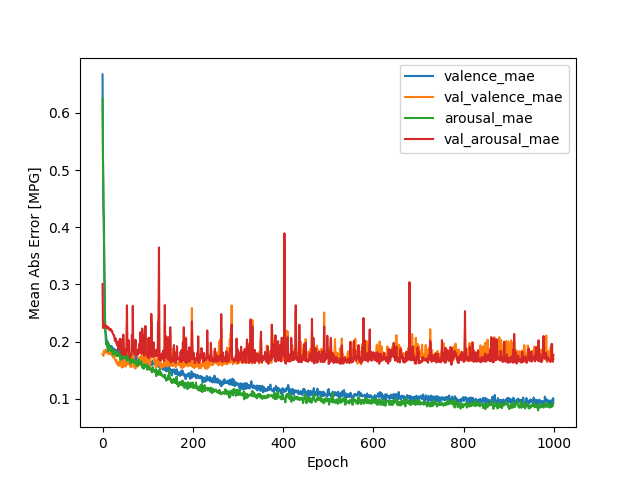 valence_mae
val_valence_mae
arousal_mae
val_arousal_mae
Mean Abs Error [MPG]
0.6
0.5
0.4
0.3
0.2
0.1
0 200 400 600 800 1000
Epoch